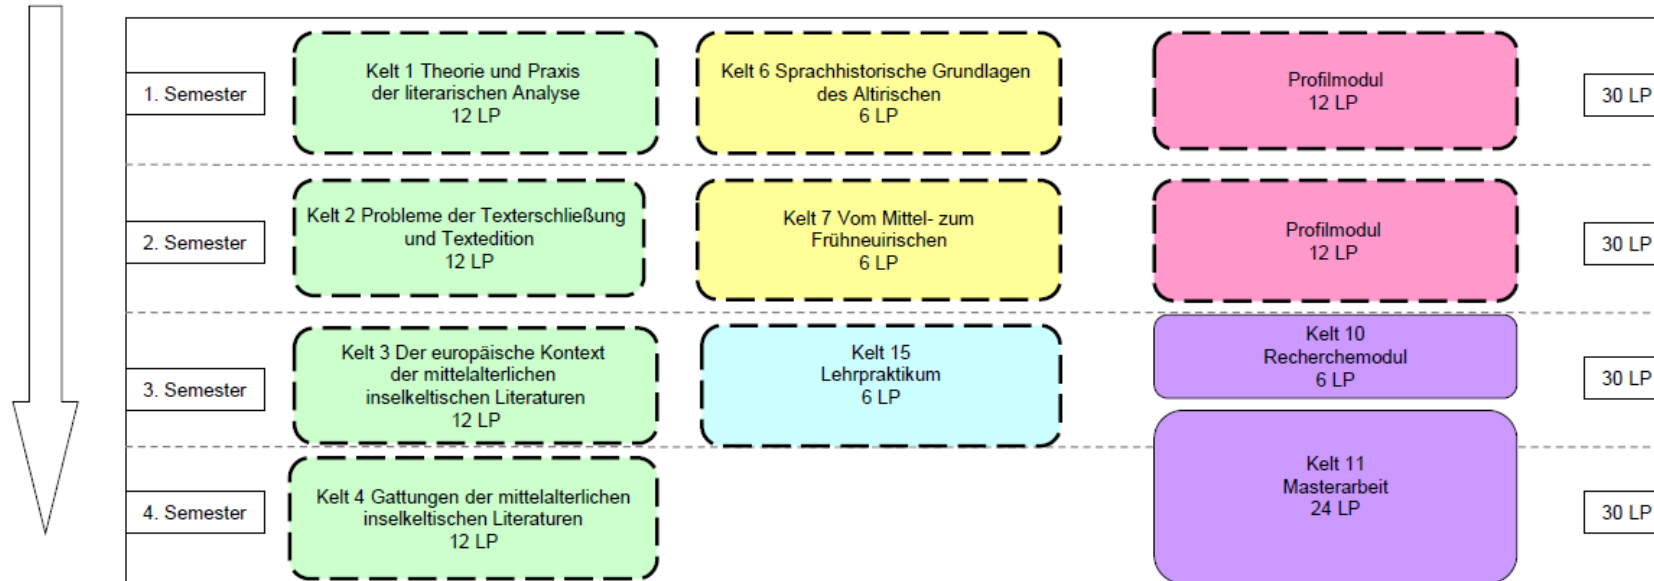 1. Semester
Kelt 1 Theorie und Praxis
der literarischen Analyse
12 LP
Kelt 6 Sprachhistorische Grundlagen
des Altirischen
6 LP
Profilmodul
12 LP
30 LP
2. Semester
Kelt 2 Probleme der Texterschließung
und Textedition
12 LP
Kelt 7 Vom Mittel- zum
Frühneuirischen
6 LP
Profilmodul
12 LP
30 LP
3. Semester
Kelt 3 Der europäische Kontext
der mittelalterlichen
inselkeltischen Literaturen
12 LP
Kelt 15
Lehrpraktikum
6 LP
Kelt 10
Recherchemodul
6 LP
30 LP
4. Semester
Kelt 4 Gattungen der mittelalterlichen
inselkeltischen Literaturen
12 LP
Kelt 11
Masterarbeit
24 LP
30 LP